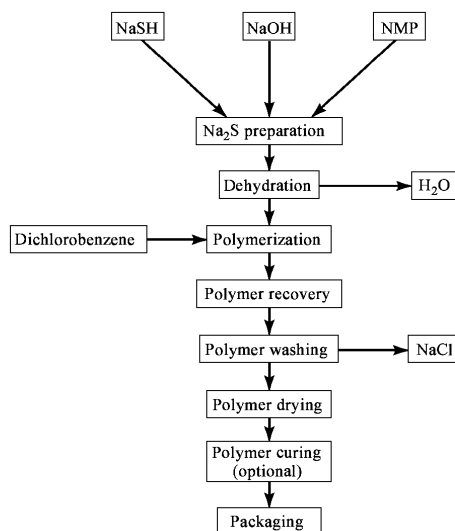 NaSH
NaOH
NMP
Na₂S preparation
Dehydration
H₂O
Dichlorobenzene
Polymerization
Polymer recovery
Polymer washing
NaCl
Polymer drying
Polymer curing
(optional)
Packaging